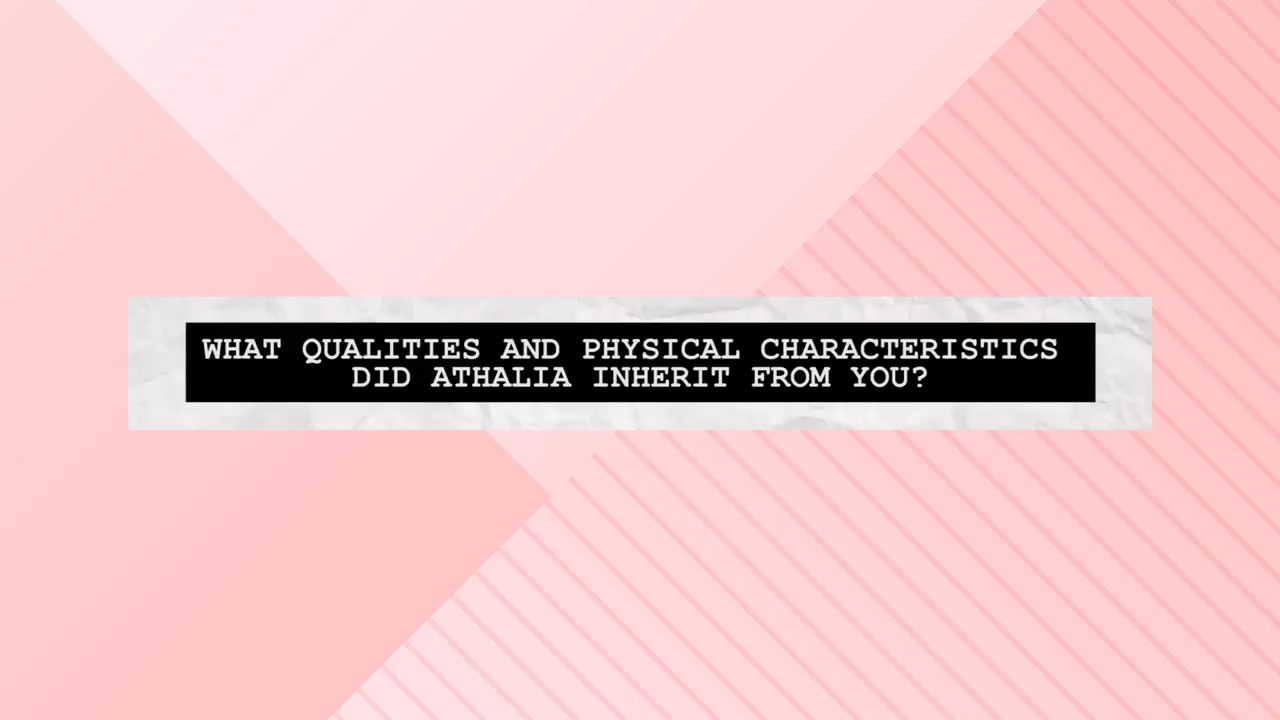 WHAT QUALITIES AND PHYSICAL CHARACTERISTICS
DID ATHALIA INHERIT FROM YOU?